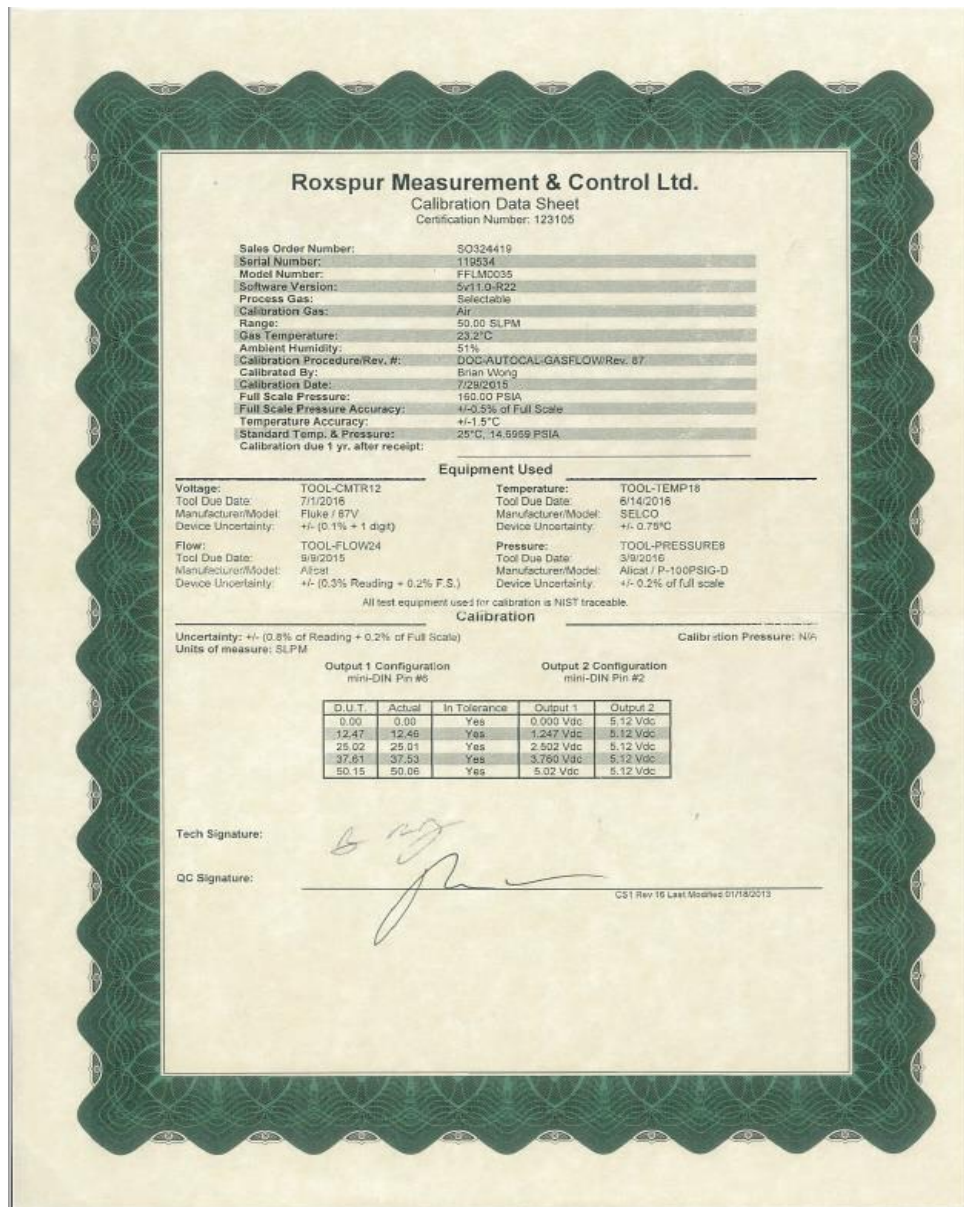 Roxspur Measurement & Control Ltd.
Calibration Data Sheet
Certification Number: 123105
Sales Order Number: SO324419
Serial Number: 119534
Model Number: FFLM0035
Software Version: 5v11.0-R22
Process Gas: Selectable
Calibration Gas: Air
Range: 50.00 SLPM
Gas Temperature: 23.2°C
Ambient Humidity: 51%
Calibration Procedure/Rev. #: DOC-AUTOCAL-GASFLOW/Rev. 87
Calibrated By: Brian Wong
Calibration Date: 7/29/2015
Full Scale Pressure: 160.00 PSIA
Full Scale Pressure Accuracy: +/-0.5% of Full Scale
Temperature Accuracy: +/-1.5°C
Standard Temp. & Pressure: 25°C, 14.6959 PSIA
Calibration due 1 yr. after receipt:
Equipment Used
Voltage: TOOL-CMTR12 Temperature: TOOL-TEMP18
Tool Due Date: 7/1/2016 Tool Due Date: 6/14/2016
Manufacturer/Model: Fluke / 87V Manufacturer/Model: SELCO
Device Uncertainty: +/- (0.1% + 1 digit) Device Uncertainty: +/- 0.75°C
Flow: TOOL-FLOW24 Pressure: TOOL-PRESSURE8
Tool Due Date: 9/9/2015 Tool Due Date: 3/9/2016
Manufacturer/Model: Alicat Manufacturer/Model: Alicat / P-100PSIG-D
Device Uncertainty: +/- (0.3% Reading + 0.2% F.S.) Device Uncertainty: +/- 0.2% of full scale
All test equipment used for calibration is NIST traceable.
Calibration
Uncertainty: +/- (0.8% of Reading + 0.2% of Full Scale) Calibration Pressure: N/A
Units of measure: SLPM
Output 1 Configuration Output 2 Configuration
mini-DIN Pin #6 mini-DIN Pin #2
D.U.T. Actual In Tolerance Output 1 Output 2
0.00 0.00 Yes 0.000 Vdc 5.12 Vdc
12.47 12.46 Yes 1.247 Vdc 5.12 Vdc
25.02 25.01 Yes 2.502 Vdc 5.12 Vdc
37.61 37.53 Yes 3.760 Vdc 5.12 Vdc
50.15 50.06 Yes 5.02 Vdc 5.12 Vdc
Tech Signature:
QC Signature:
CS1 Rev 16 Last Modified 01/18/2013